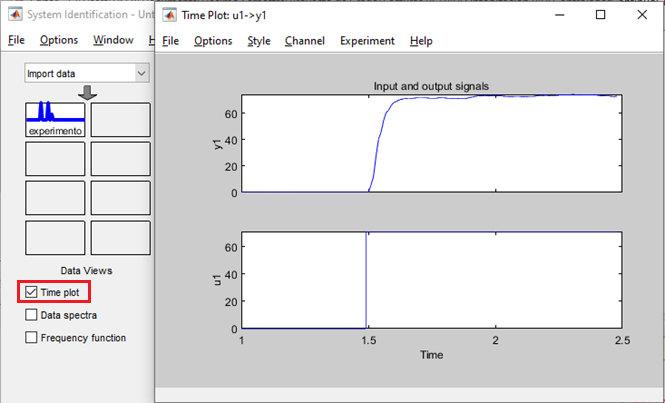 System Identification - Unt
File Options Window H
Import data
experimento
Data Views
Time plot
Data spectra
Frequency function
Time Plot: u1->y1
File Options Style Channel Experiment Help
Input and output signals
60
40
20
0
y1
60
40
20
0
u1
1 1.5 2 2.5
Time